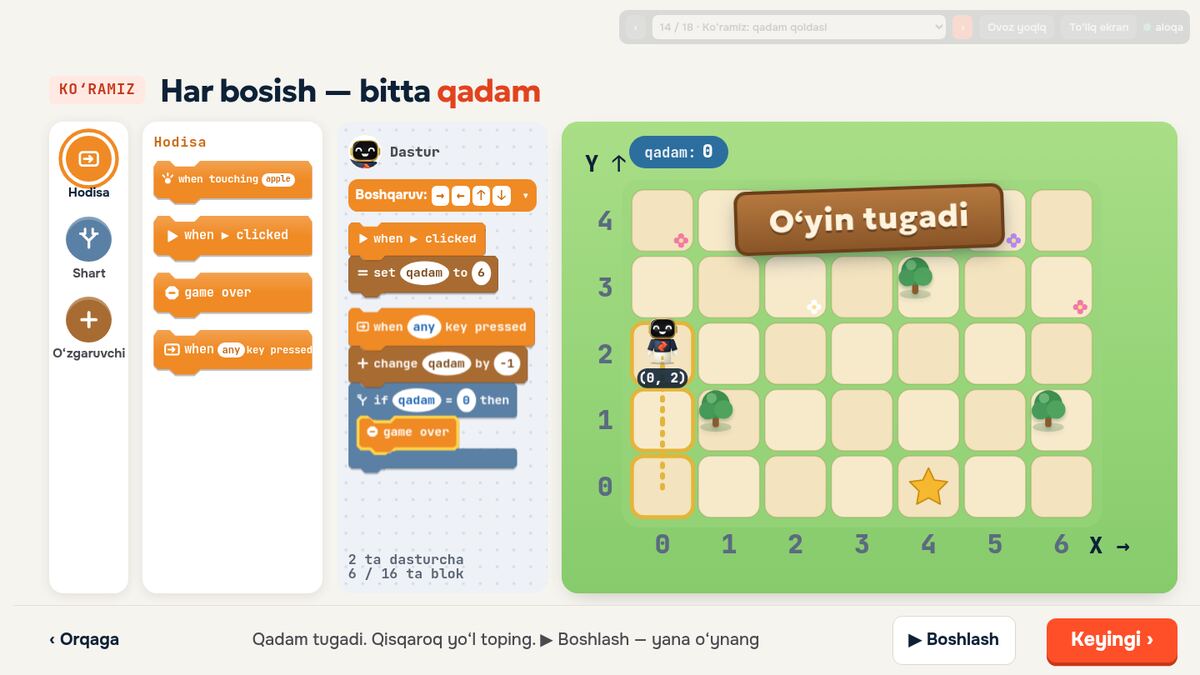 14 / 18 · Ko'ramiz: qadam qoldasi
Ovoz yoqiq
To'liq ekran
aloqa
KO‘RAMIZ
Har bosish — bitta qadam
Hodisa
Shart
O‘zgaruvchi
Hodisa
when touching apple
when ▶ clicked
game over
when any key pressed
Dastur
Boshqaruv: → ← ↑ ↓ ▾
when ▶ clicked
set qadam to 6
when any key pressed
change qadam by -1
if qadam = 0 then
game over
2 ta dasturcha
6 / 16 ta blok
Y ↑
qadam: 0
O‘yin tugadi
4
3
2
(0, 2)
1
0
0 1 2 3 4 5 6 X →
‹ Orqaga
Qadam tugadi. Qisqaroq yo‘l toping. ▶ Boshlash — yana o‘ynang
▶ Boshlash
Keyingi ›